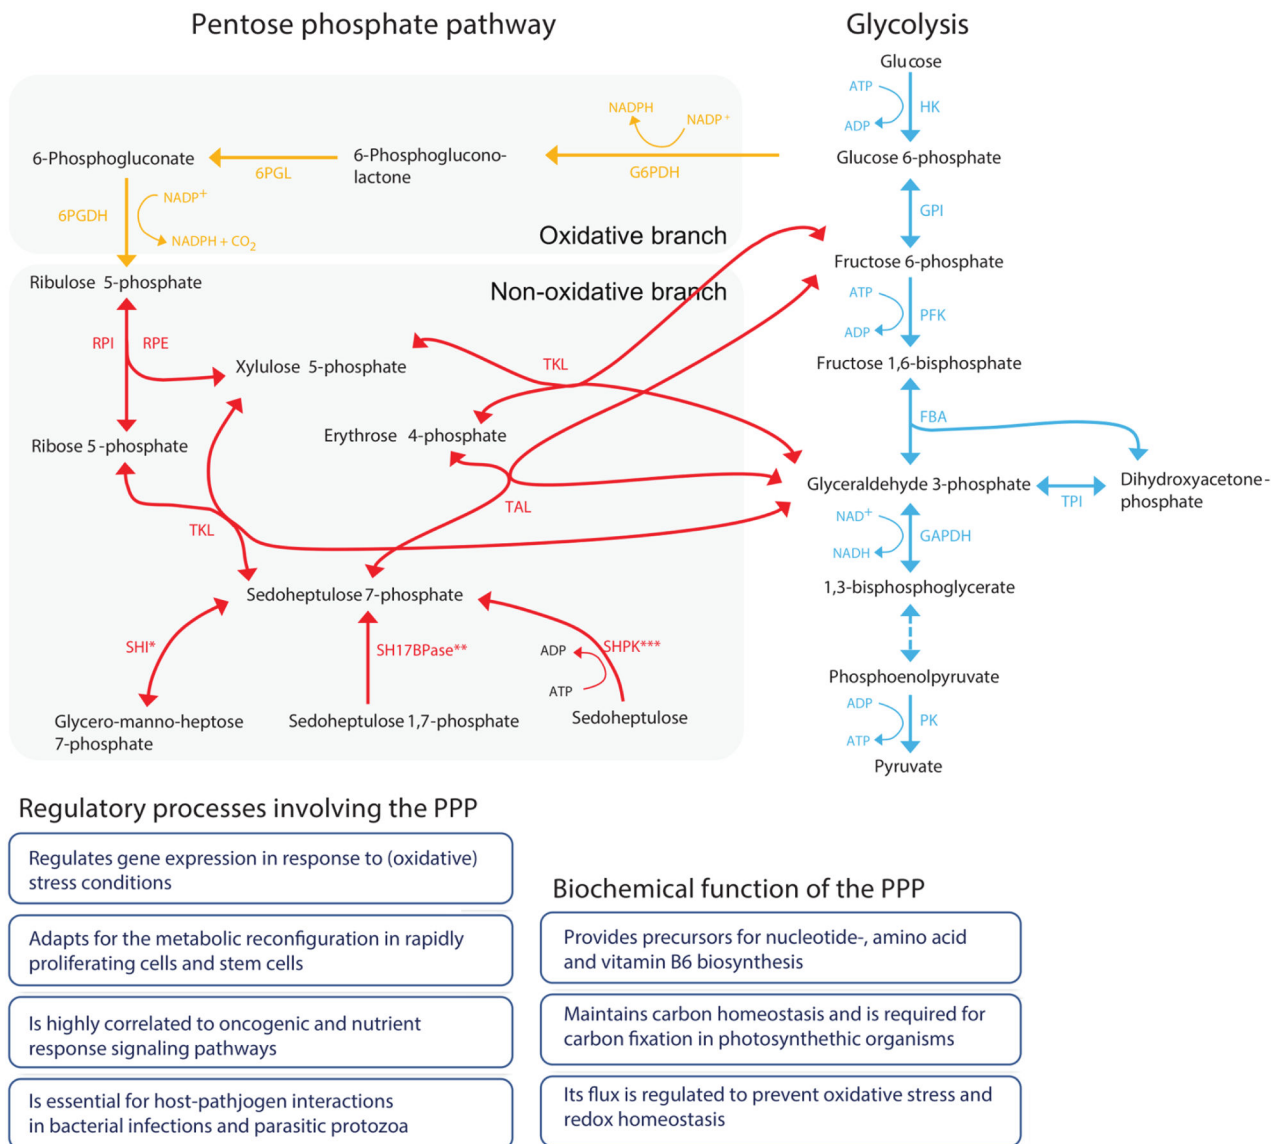 Pentose phosphate pathway
Glycolysis
Glucose
ATP
HK
ADP
Glucose 6-phosphate
NADPH
NADP+
G6PDH
6-Phosphoglucono-
lactone
6PGL
6-Phosphogluconate
6PGDH
NADP+
NADPH + CO2
Oxidative branch
GPI
Fructose 6-phosphate
ATP
PFK
ADP
Fructose 1,6-bisphosphate
FBA
Glyceraldehyde 3-phosphate
TPI
Dihydroxyacetone-
phosphate
NAD+
GAPDH
NADH
1,3-bisphosphoglycerate
Phosphoenolpyruvate
ADP
PK
ATP
Pyruvate
Ribulose 5-phosphate
Non-oxidative branch
RPI
RPE
Xylulose 5-phosphate
TKL
Erythrose 4-phosphate
Ribose 5-phosphate
TKL
TAL
Sedoheptulose 7-phosphate
SHI*
SH17BPase**
SHPK***
ADP
ATP
Glycero-manno-heptose
7-phosphate
Sedoheptulose 1,7-phosphate
Sedoheptulose
Regulatory processes involving the PPP
Regulates gene expression in response to (oxidative)
stress conditions
Adapts for the metabolic reconfiguration in rapidly
proliferating cells and stem cells
Is highly correlated to oncogenic and nutrient
response signaling pathways
Is essential for host-pathjogen interactions
in bacterial infections and parasitic protozoa
Biochemical function of the PPP
Provides precursors for nucleotide-, amino acid
and vitamin B6 biosynthesis
Maintains carbon homeostasis and is required for
carbon fixation in photosynthethic organisms
Its flux is regulated to prevent oxidative stress and
redox homeostasis